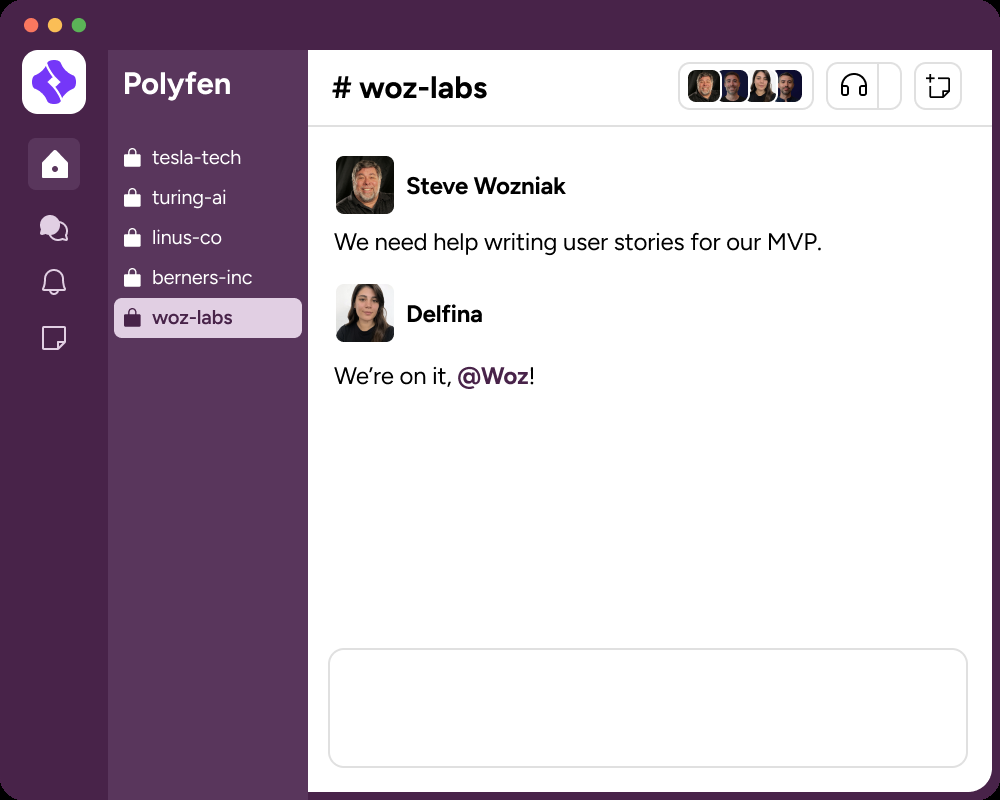 Polyfen
tesla-tech
turing-ai
linus-co
berners-inc
woz-labs
# woz-labs
Steve Wozniak
We need help writing user stories for our MVP.
Delfina
We’re on it, @Woz!